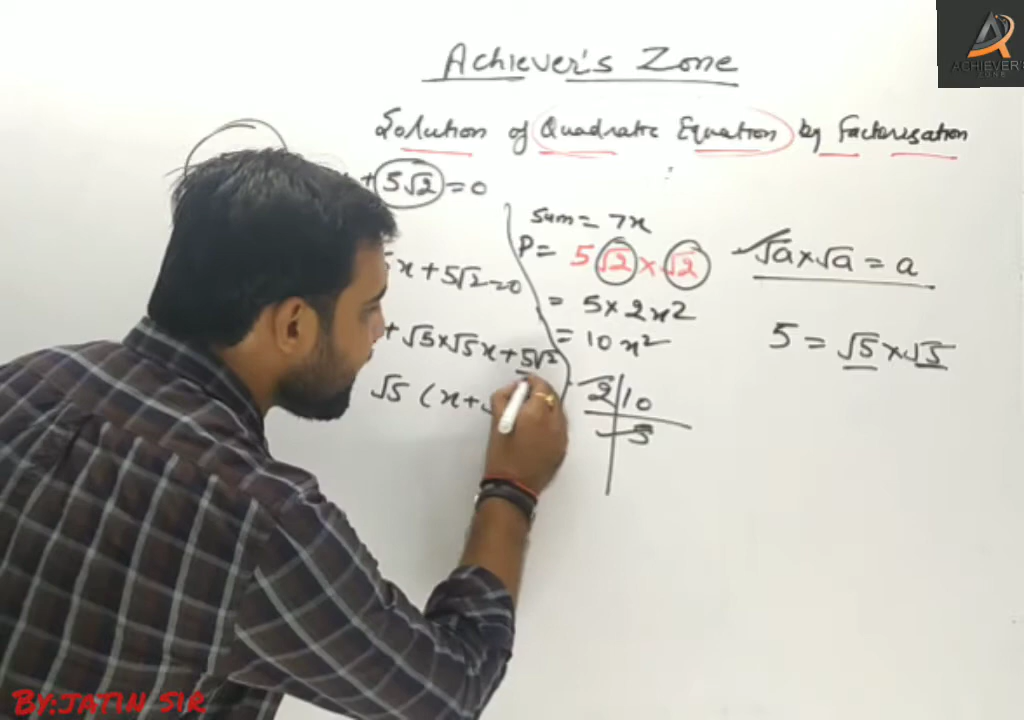 Achiever's Zone
ACHIEVER'S
ZONE
Solution of Quadratic Equation by Factorisation
+ 5√2 = 0
Sum = 7x
P = 5√2 × √2
√a × √a = a
x + 5√2 = 0
= 5 × 2x²
= 10x²
5 = √5 × √5
+ √5×√5x + 5√2
√5 (x+
2 | 10
5
BY:JATIN SIR